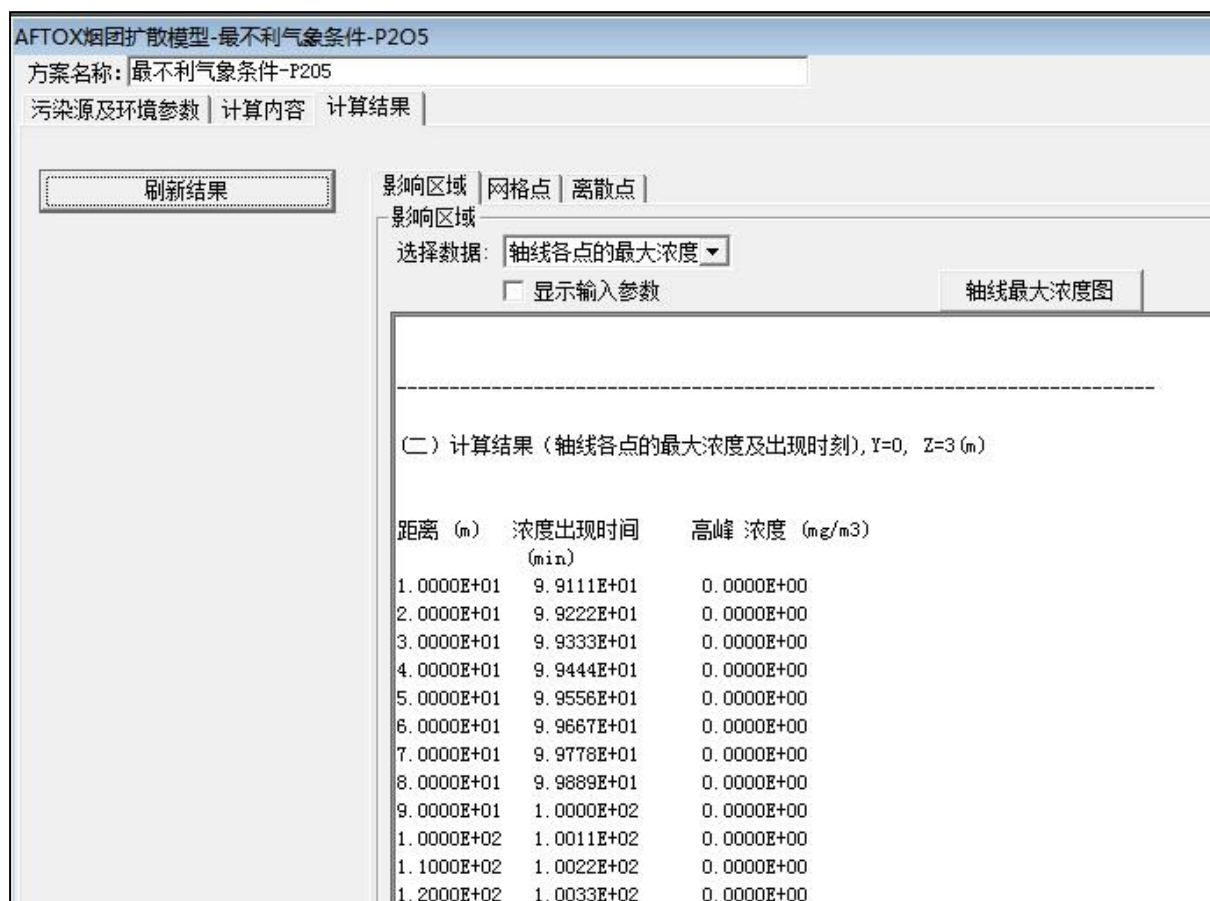 AFTOX烟团扩散模型-最不利气象条件-P2O5
方案名称: 最不利气象条件-P2O5
污染源及环境参数 计算内容 计算结果
刷新结果
影响区域 网格点 离散点
影响区域
选择数据: 轴线各点的最大浓度
显示输入参数 轴线最大浓度图
----------------------------------------------------------------------
(二) 计算结果 (轴线各点的最大浓度及出现时刻), Y=0, Z=3(m)
距离 (m) 浓度出现时间 高峰 浓度 (mg/m3)
(min)
1.0000E+01 9.9111E+01 0.0000E+00
2.0000E+01 9.9222E+01 0.0000E+00
3.0000E+01 9.9333E+01 0.0000E+00
4.0000E+01 9.9444E+01 0.0000E+00
5.0000E+01 9.9556E+01 0.0000E+00
6.0000E+01 9.9667E+01 0.0000E+00
7.0000E+01 9.9778E+01 0.0000E+00
8.0000E+01 9.9889E+01 0.0000E+00
9.0000E+01 1.0000E+02 0.0000E+00
1.0000E+02 1.0011E+02 0.0000E+00
1.1000E+02 1.0022E+02 0.0000E+00
1.2000E+02 1.0033E+02 0.0000E+00